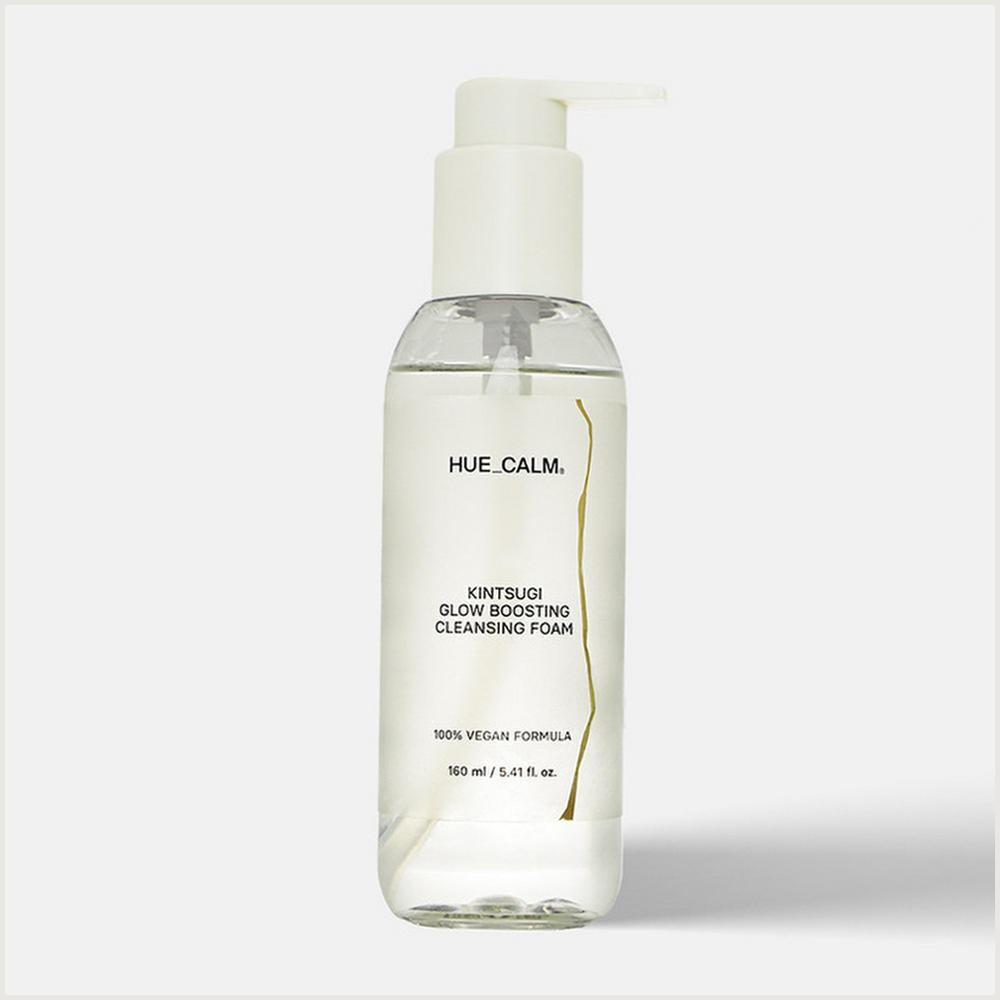 HUE_CALM®
KINTSUGI
GLOW BOOSTING
CLEANSING FOAM
100% VEGAN FORMULA
160 ml / 5.41 fl. oz.